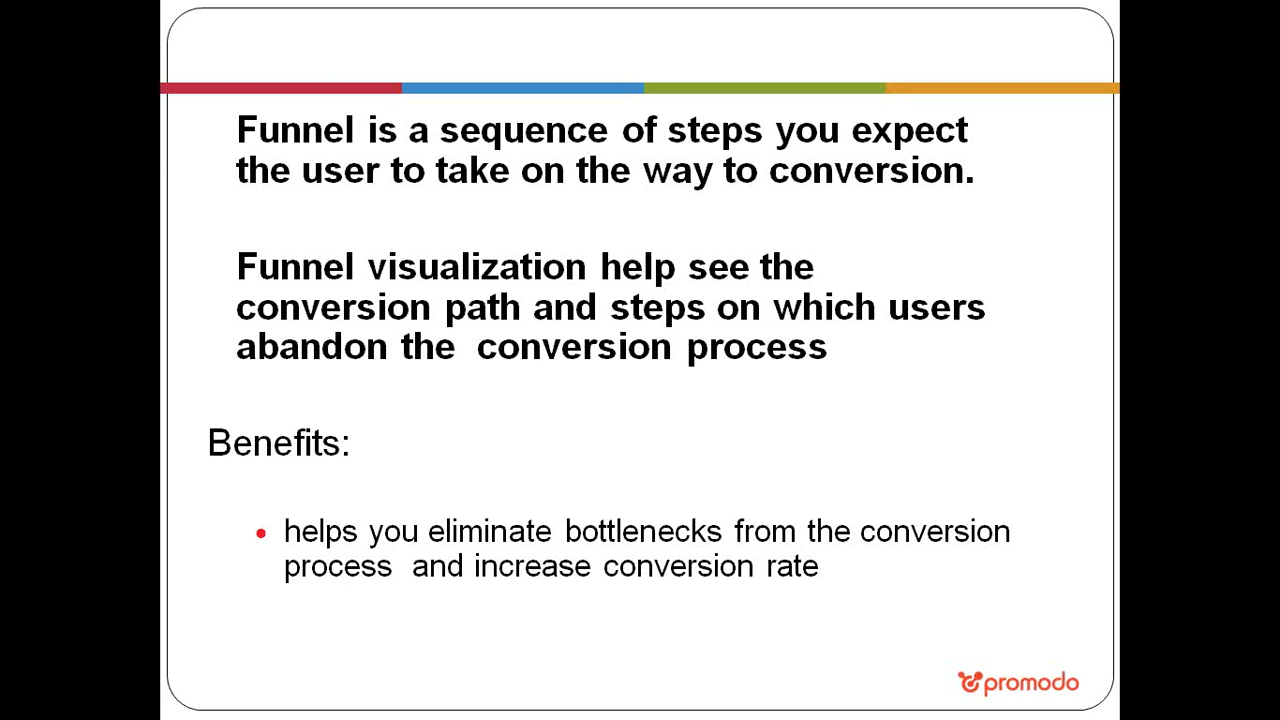 Funnel is a sequence of steps you expect
the user to take on the way to conversion.
Funnel visualization help see the
conversion path and steps on which users
abandon the  conversion process
Benefits:
• helps you eliminate bottlenecks from the conversion
process  and increase conversion rate
promodo